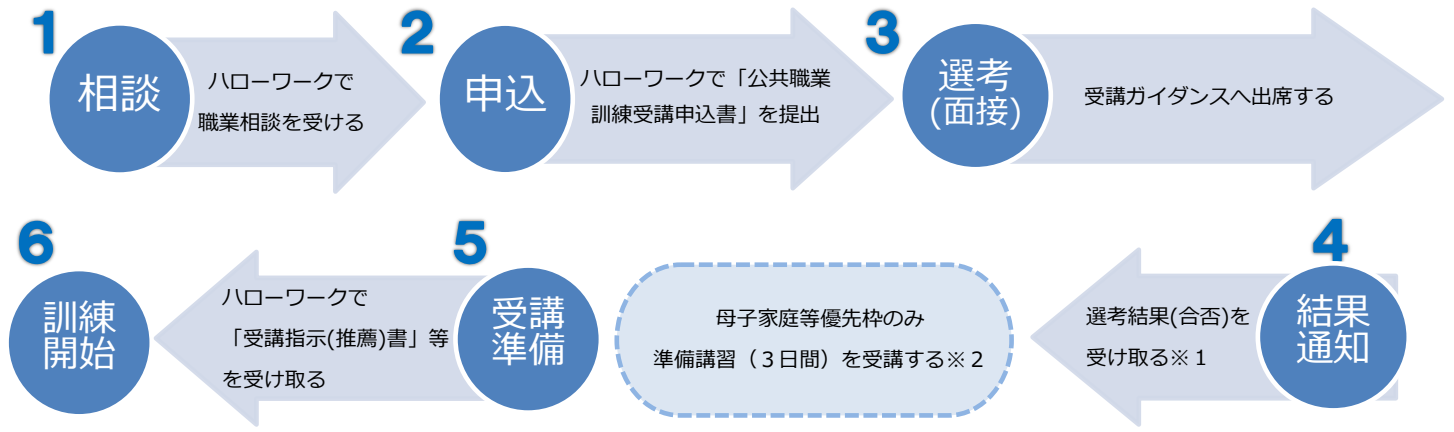 1
相談
ハローワークで
職業相談を受ける
2
申込
ハローワークで「公共職業
訓練受講申込書」を提出
3
選考
(面接)
受講ガイダンスへ出席する
4
結果
通知
選考結果(合否)を
受け取る※１
母子家庭等優先枠のみ
準備講習（３日間）を受講する※２
5
受講
準備
ハローワークで
「受講指示(推薦)書」等
を受け取る
6
訓練
開始